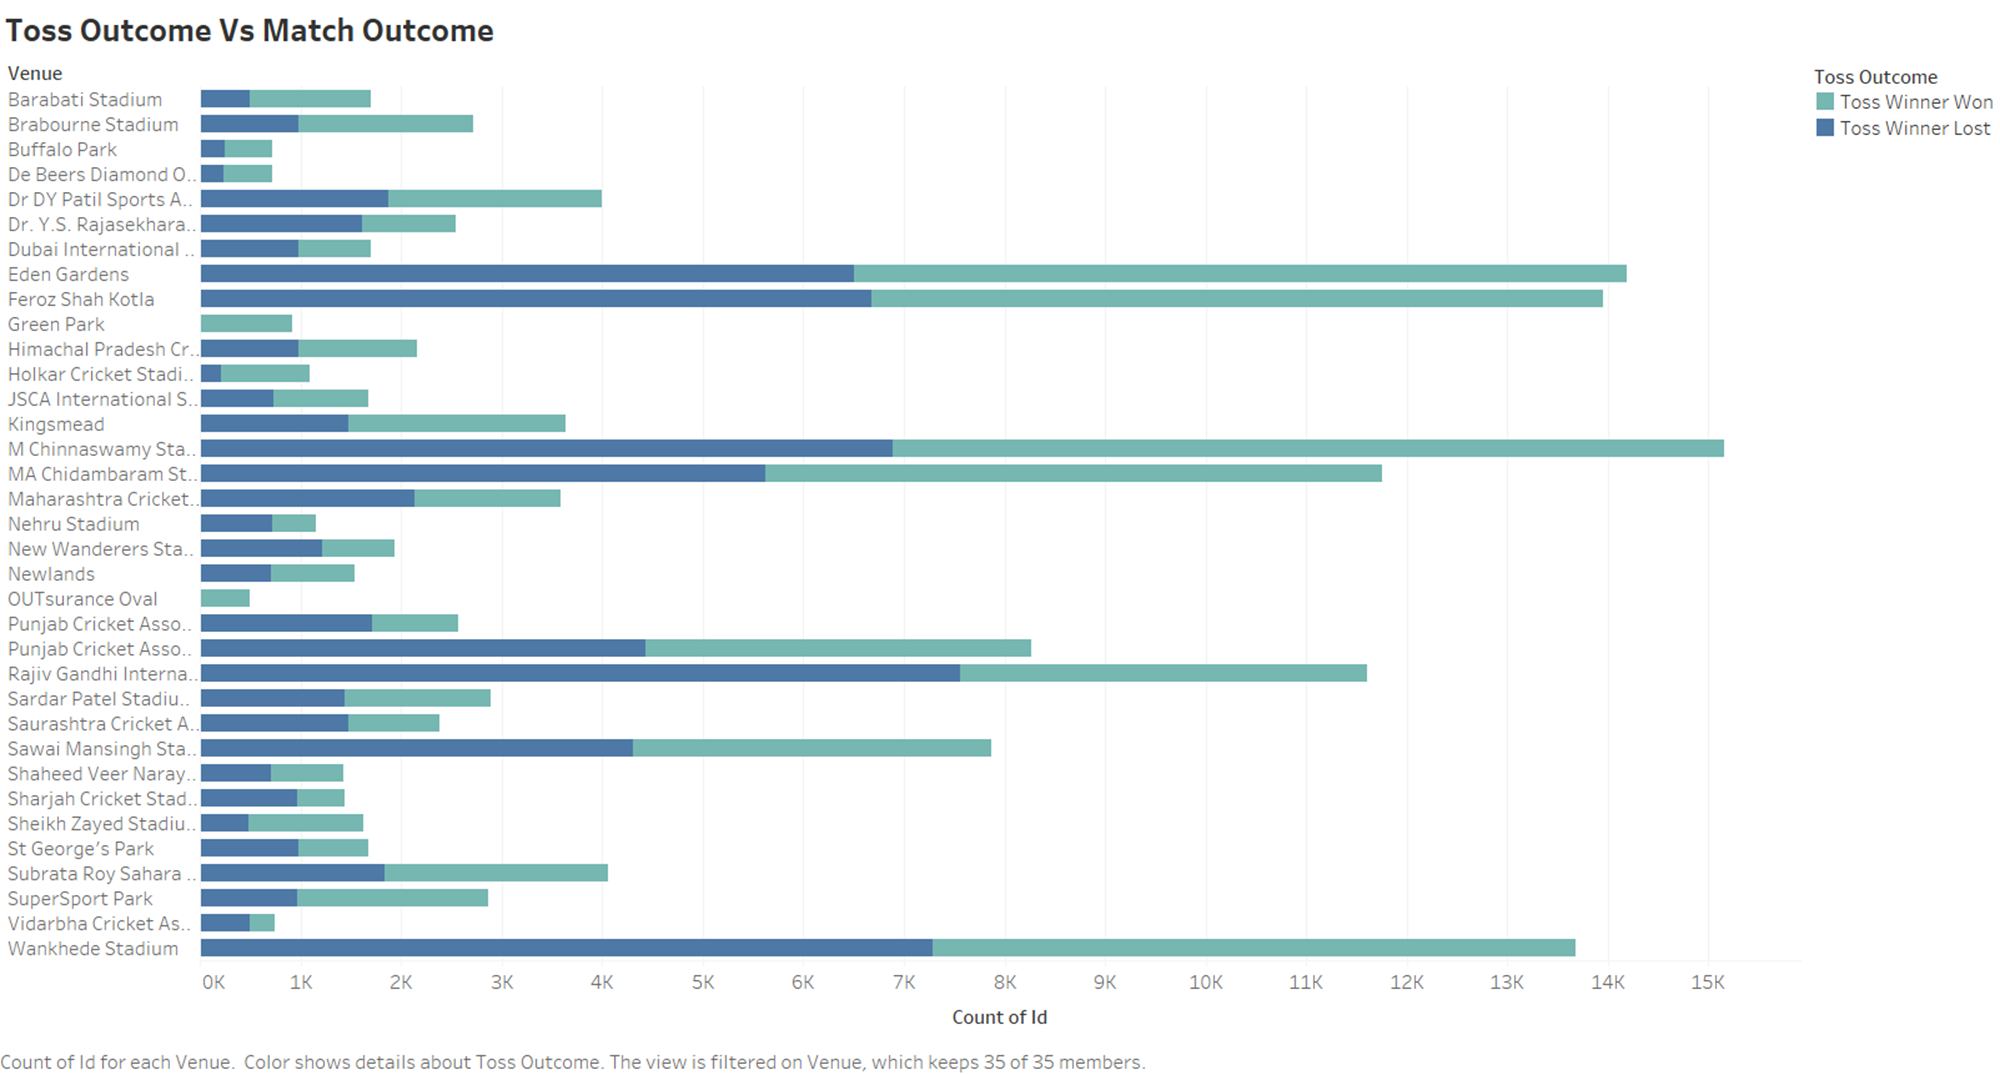 Toss Outcome Vs Match Outcome
Venue
Barabati Stadium
Brabourne Stadium
Buffalo Park
De Beers Diamond O..
Dr DY Patil Sports A..
Dr. Y.S. Rajasekhara..
Dubai International ..
Eden Gardens
Feroz Shah Kotla
Green Park
Himachal Pradesh Cr..
Holkar Cricket Stadi..
JSCA International S..
Kingsmead
M Chinnaswamy Sta..
MA Chidambaram St..
Maharashtra Cricket..
Nehru Stadium
New Wanderers Sta..
Newlands
OUTsurance Oval
Punjab Cricket Asso..
Punjab Cricket Asso..
Rajiv Gandhi Interna..
Sardar Patel Stadiu..
Saurashtra Cricket A..
Sawai Mansingh Sta..
Shaheed Veer Naray..
Sharjah Cricket Stad..
Sheikh Zayed Stadiu..
St George's Park
Subrata Roy Sahara ..
SuperSport Park
Vidarbha Cricket As..
Wankhede Stadium
0K 1K 2K 3K 4K 5K 6K 7K 8K 9K 10K 11K 12K 13K 14K 15K
Count of Id
Toss Outcome
Toss Winner Won
Toss Winner Lost
Count of Id for each Venue. Color shows details about Toss Outcome. The view is filtered on Venue, which keeps 35 of 35 members.